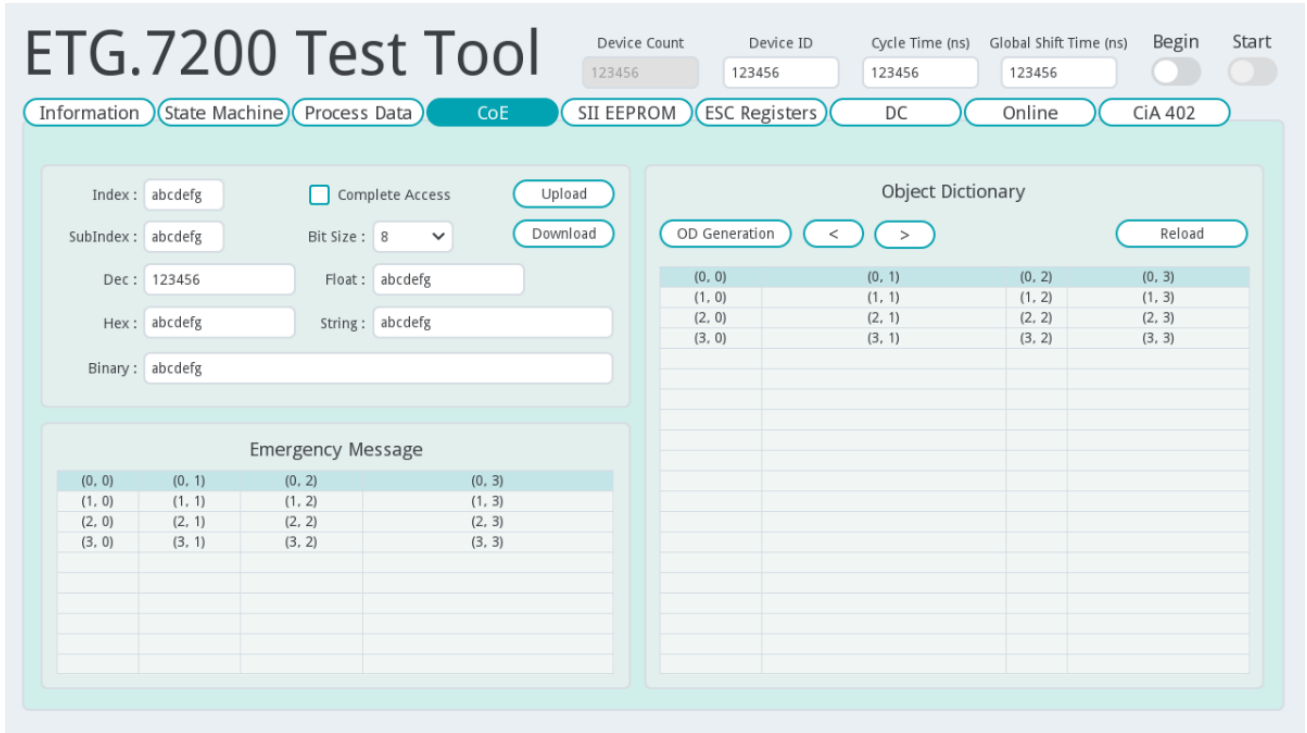 ETG.7200 Test Tool
Device Count Device ID Cycle Time (ns) Global Shift Time (ns) Begin Start
123456 123456 123456 123456
Information State Machine Process Data CoE SII EEPROM ESC Registers DC Online CiA 402
Index : abcdefg Complete Access Upload
SubIndex : abcdefg Bit Size : 8 Download
Dec : 123456 Float : abcdefg
Hex : abcdefg String : abcdefg
Binary : abcdefg
Emergency Message
(0, 0) (0, 1) (0, 2) (0, 3)
(1, 0) (1, 1) (1, 2) (1, 3)
(2, 0) (2, 1) (2, 2) (2, 3)
(3, 0) (3, 1) (3, 2) (3, 3)
Object Dictionary
OD Generation < > Reload
(0, 0) (0, 1) (0, 2) (0, 3)
(1, 0) (1, 1) (1, 2) (1, 3)
(2, 0) (2, 1) (2, 2) (2, 3)
(3, 0) (3, 1) (3, 2) (3, 3)